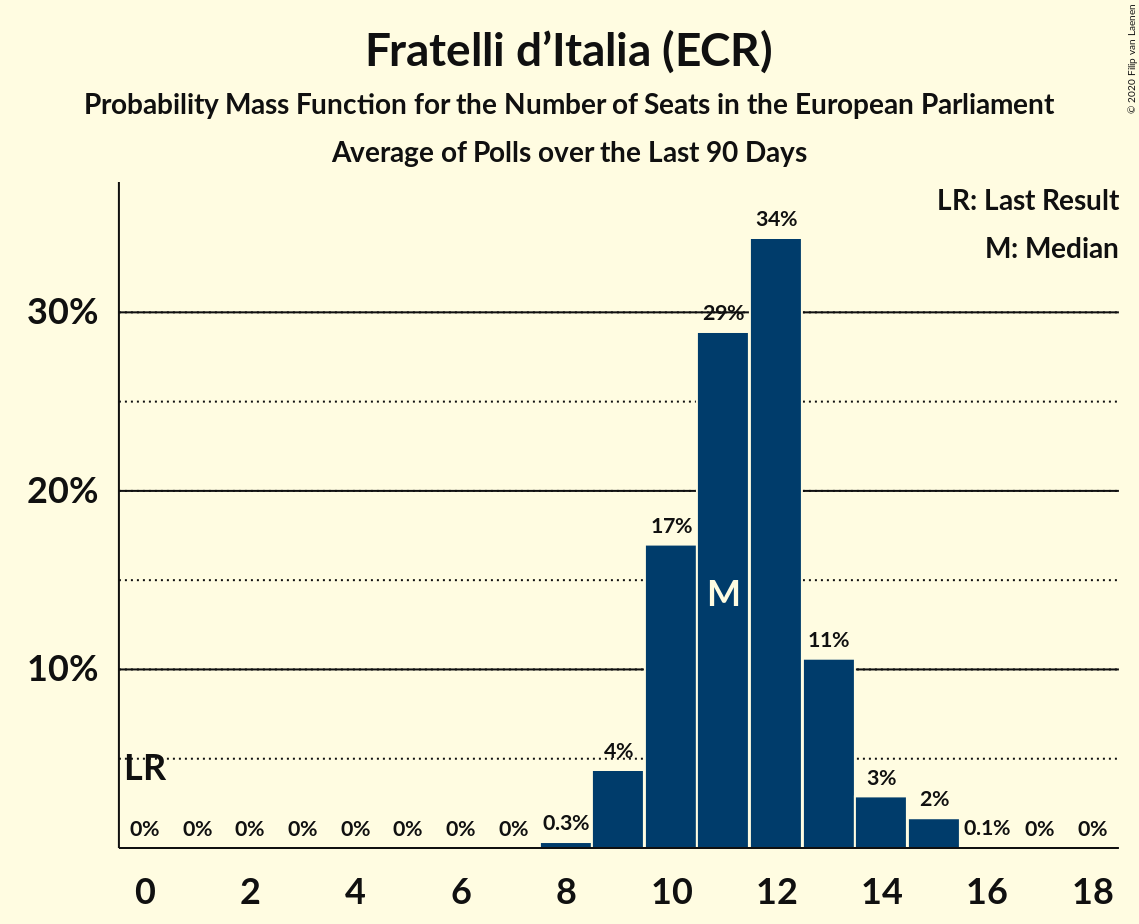 Fratelli d’Italia (ECR)
Probability Mass Function for the Number of Seats in the European Parliament
Average of Polls over the Last 90 Days
© 2020 Filip van Laenen
LR: Last Result
M: Median
34%
30%
29%
20%
17%
M
11%
10%
4%
LR
3%
2%
0% 0% 0% 0% 0% 0% 0% 0% 0.3% 0.1% 0% 0%
0 2 4 6 8 10 12 14 16 18